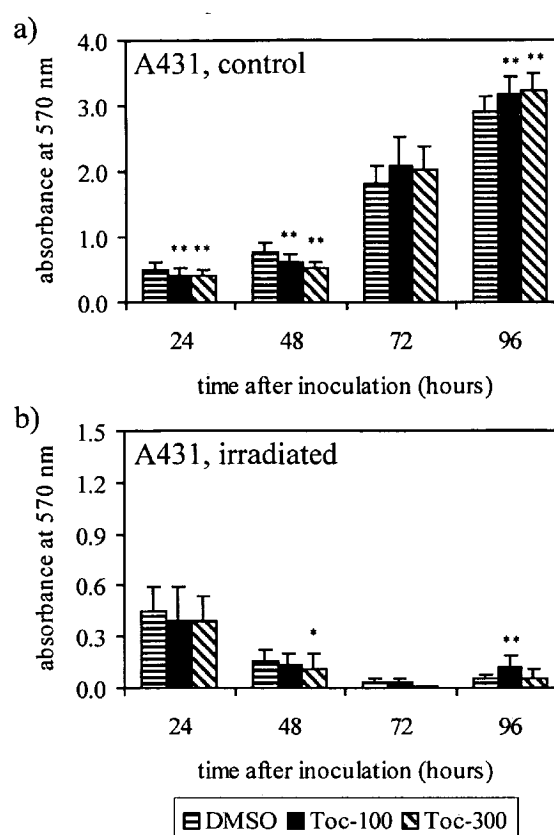 a)
A431, control
absorbance at 570 nm
4.0
3.0
2.0
1.0
0.0
** **
** **
** **
24 48 72 96
time after inoculation (hours)
b)
A431, irradiated
absorbance at 570 nm
1.5
1.2
0.9
0.6
0.3
0.0
*
**
24 48 72 96
time after inoculation (hours)
DMSO Toc-100 Toc-300